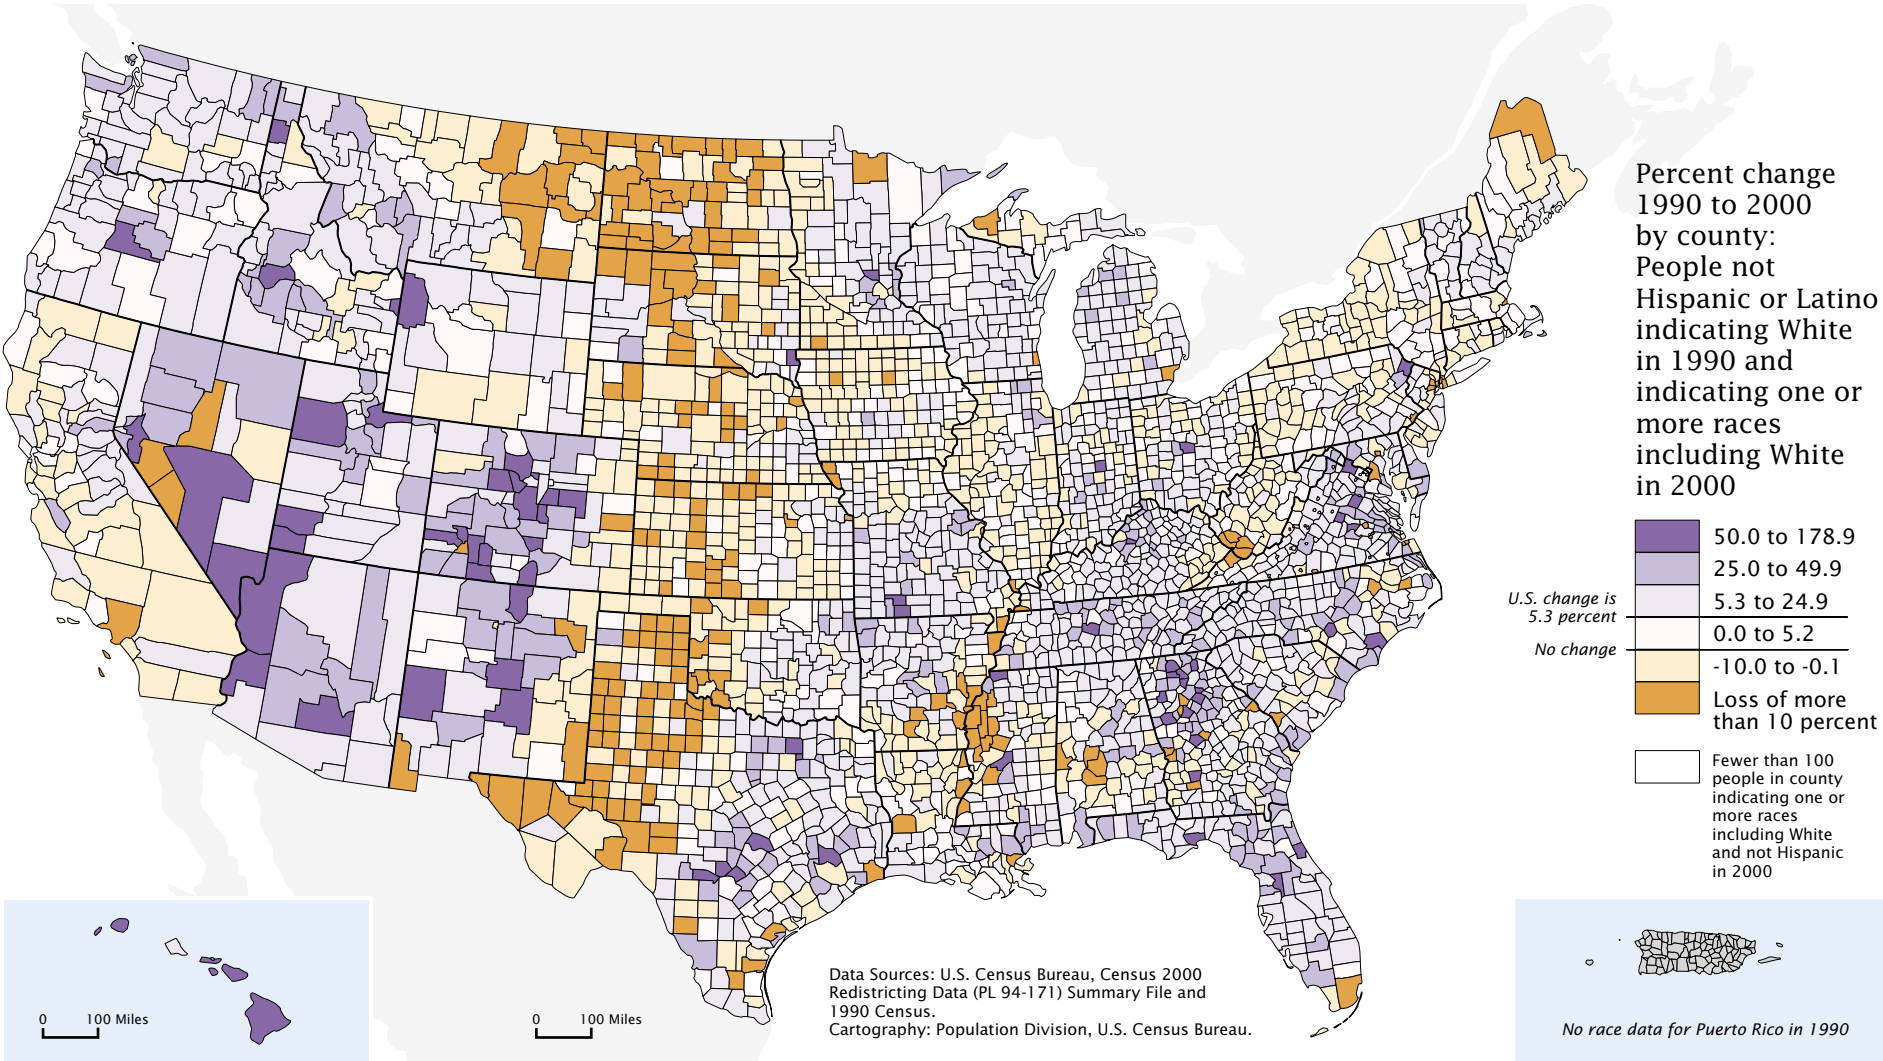 Percent change
1990 to 2000
by county:
People not
Hispanic or Latino
indicating White
in 1990 and
indicating one or
more races
including White
in 2000
50.0 to 178.9
25.0 to 49.9
5.3 to 24.9
0.0 to 5.2
-10.0 to -0.1
Loss of more
than 10 percent
U.S. change is
5.3 percent
No change
Fewer than 100
people in county
indicating one or
more races
including White
and not Hispanic
in 2000
0 100 Miles
0 100 Miles
Data Sources: U.S. Census Bureau, Census 2000
Redistricting Data (PL 94-171) Summary File and
1990 Census.
Cartography: Population Division, U.S. Census Bureau.
No race data for Puerto Rico in 1990